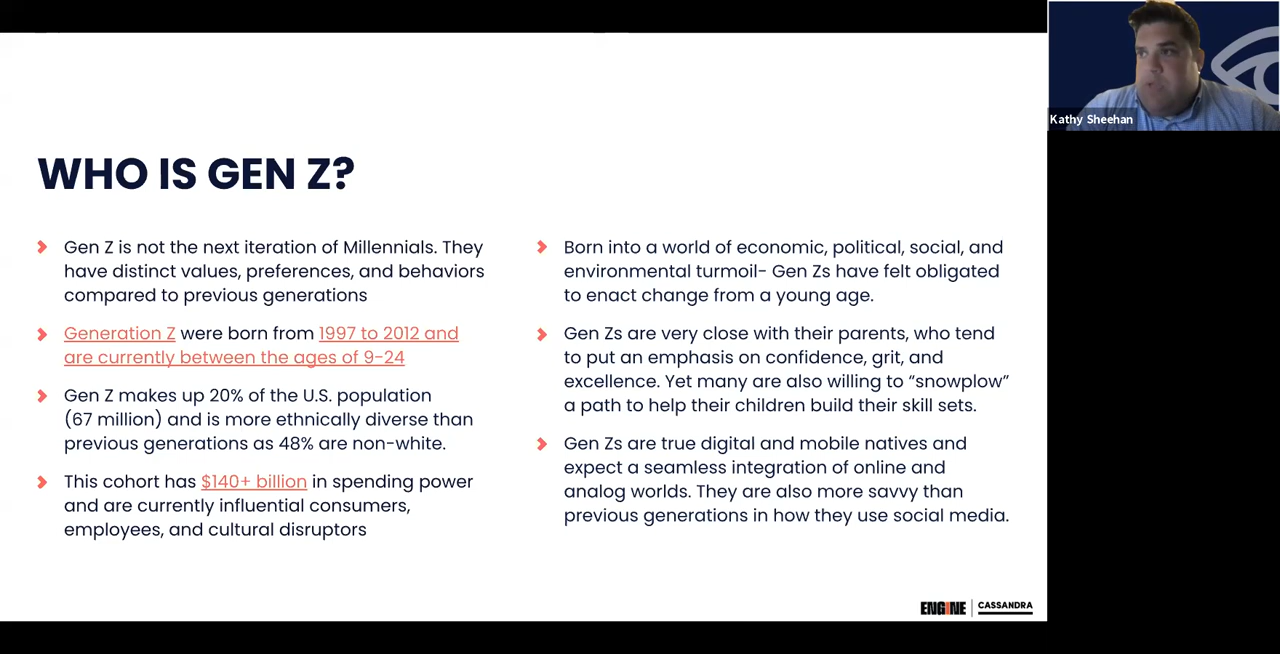 WHO IS GEN Z?
Gen Z is not the next iteration of Millennials. They
have distinct values, preferences, and behaviors
compared to previous generations
Generation Z were born from 1997 to 2012 and
are currently between the ages of 9-24
Gen Z makes up 20% of the U.S. population
(67 million) and is more ethnically diverse than
previous generations as 48% are non-white.
This cohort has $140+ billion in spending power
and are currently influential consumers,
employees, and cultural disruptors
Born into a world of economic, political, social, and
environmental turmoil- Gen Zs have felt obligated
to enact change from a young age.
Gen Zs are very close with their parents, who tend
to put an emphasis on confidence, grit, and
excellence. Yet many are also willing to “snowplow”
a path to help their children build their skill sets.
Gen Zs are true digital and mobile natives and
expect a seamless integration of online and
analog worlds. They are also more savvy than
previous generations in how they use social media.
ENGINE | CASSANDRA
Kathy Sheehan